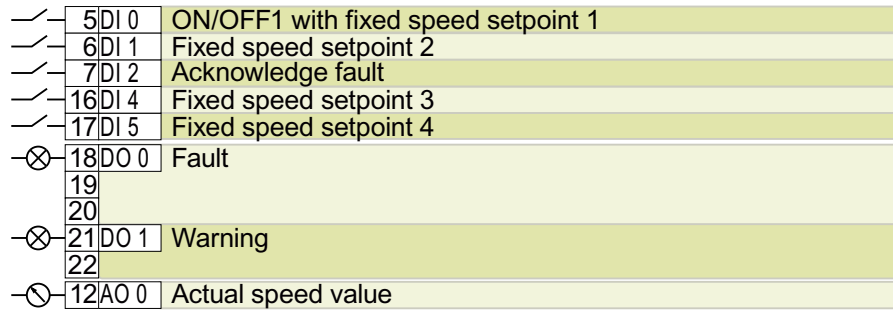 5 DI 0 ON/OFF1 with fixed speed setpoint 1
6 DI 1 Fixed speed setpoint 2
7 DI 2 Acknowledge fault
16 DI 4 Fixed speed setpoint 3
17 DI 5 Fixed speed setpoint 4
18 DO 0 Fault
19
20
21 DO 1 Warning
22
12 AO 0 Actual speed value